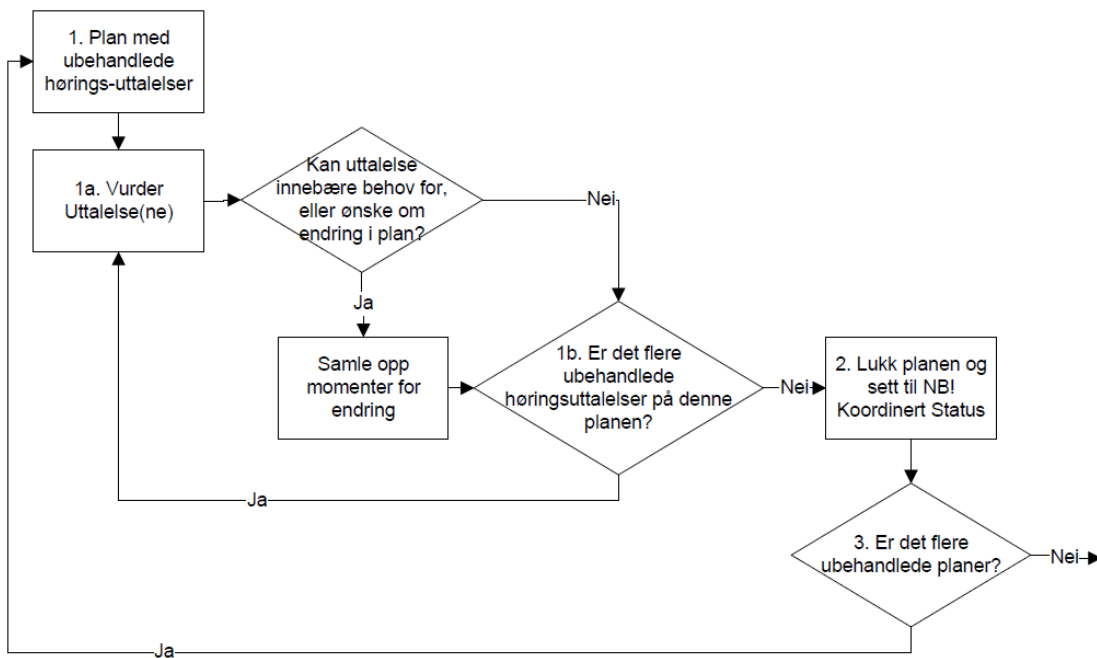 1. Plan med
ubehandlede
hørings-uttalelser
1a. Vurder
Uttalelse(ne)
Kan uttalelse
innebære behov for,
eller ønske om
endring i plan?
Nei
Ja
Samle opp
momenter for
endring
1b. Er det flere
ubehandlede
høringsuttalelser på denne
planen?
Nei
2. Lukk planen og
sett til NB!
Koordinert Status
Ja
3. Er det flere
ubehandlede planer?
Nei
Ja